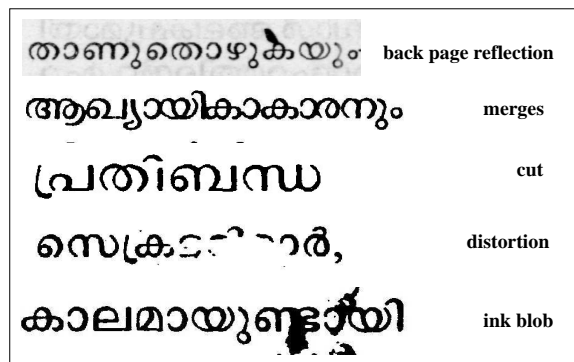 താണുതൊഴുകയും back page reflection
ആഖ്യായികാകാരനും merges
പ്രതിബന്ധ cut
distortion
കാലമായുണ്ടായി ink blob